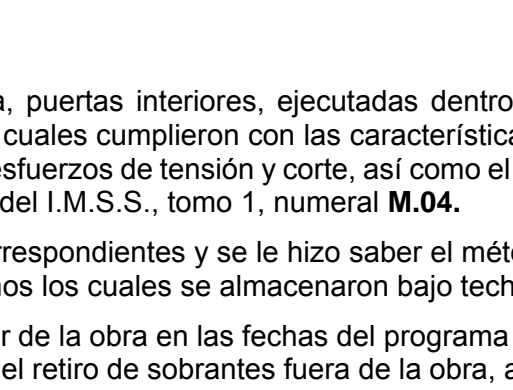 , puertas interiores, ejecutadas dentro
cuales cumplieron con las característica
esfuerzos de tensión y corte, así como el
del I.M.S.S., tomo 1, numeral M.04.
rrespondientes y se le hizo saber el mét
os los cuales se almacenaron bajo tech
r de la obra en las fechas del programa
el retiro de sobrantes fuera de la obra, a